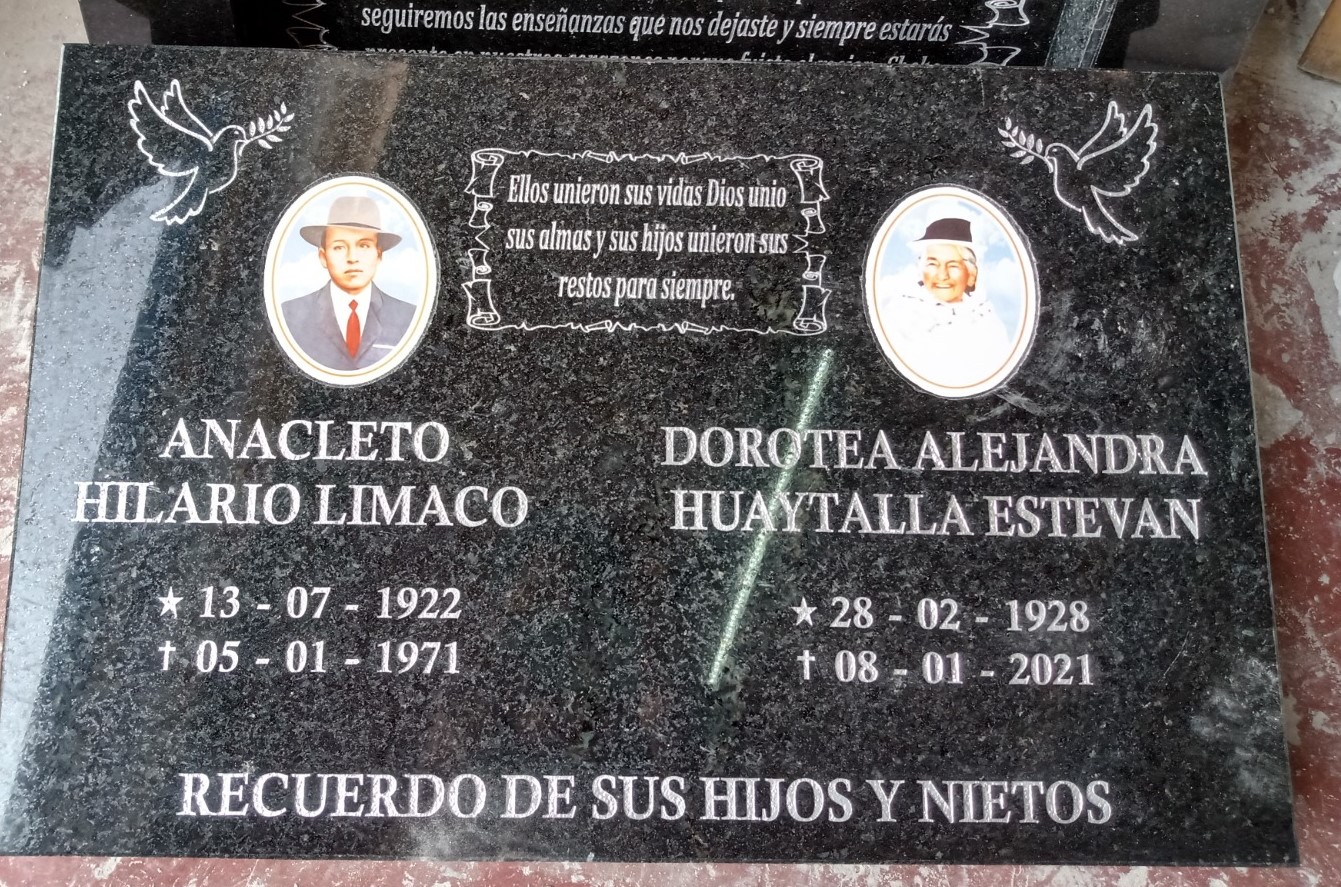 seguiremos las enseñanzas que nos dejaste y siempre estarás
Ellos unieron sus vidas Dios unio
sus almas y sus hijos unieron sus
restos para siempre.
ANACLETO
HILARIO LIMACO
★ 13 - 07 - 1922
† 05 - 01 - 1971
DOROTEA ALEJANDRA
HUAYTALLA ESTEVAN
★ 28 - 02 - 1928
† 08 - 01 - 2021
RECUERDO DE SUS HIJOS Y NIETOS